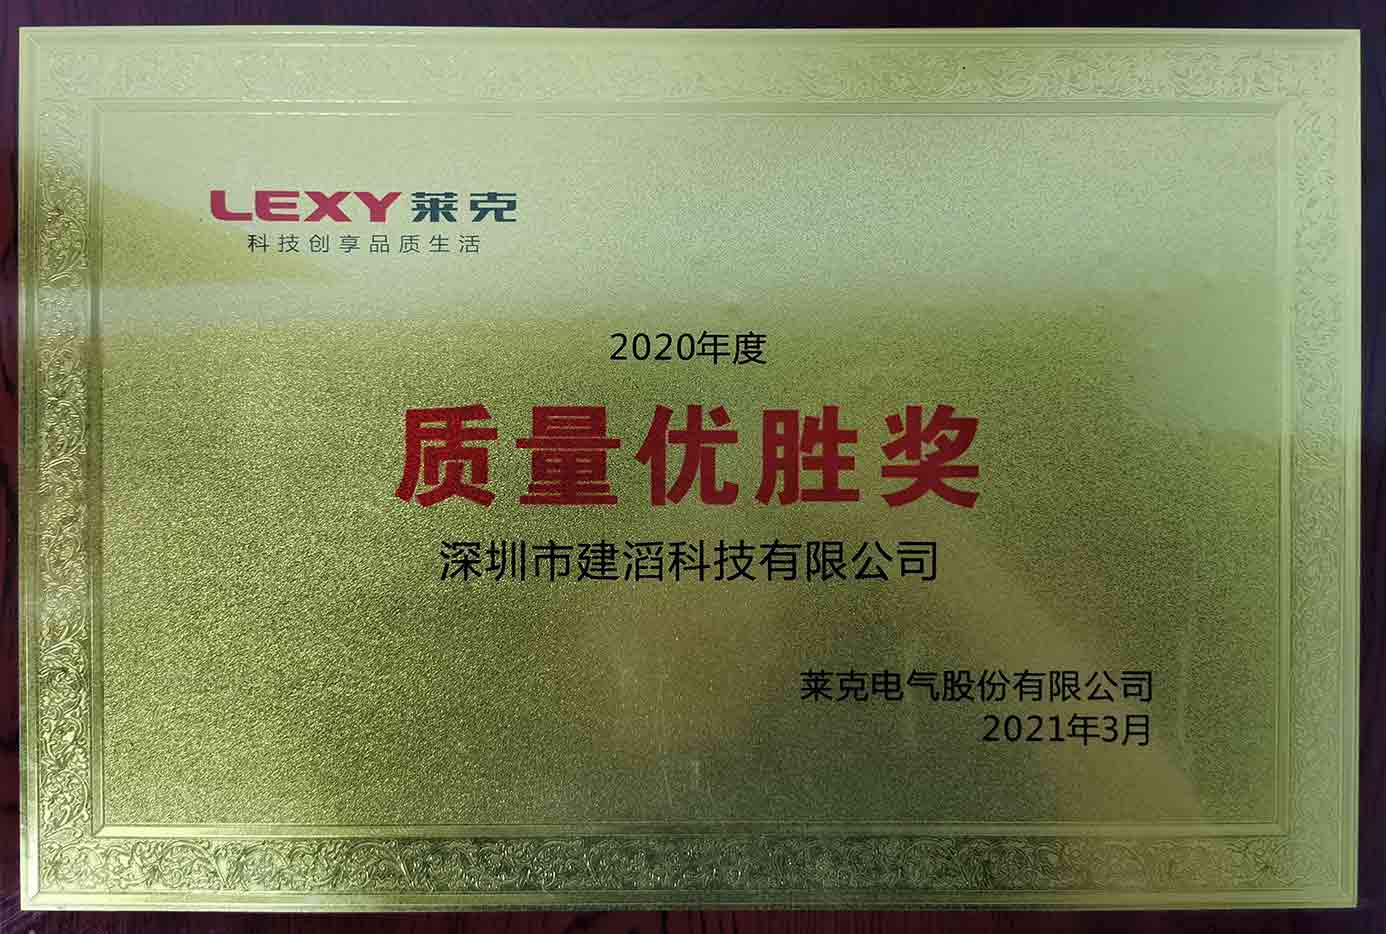 LEXY莱克
科技创享品质生活
2020年度
质量优胜奖
深圳市建滔科技有限公司
莱克电气股份有限公司
2021年3月